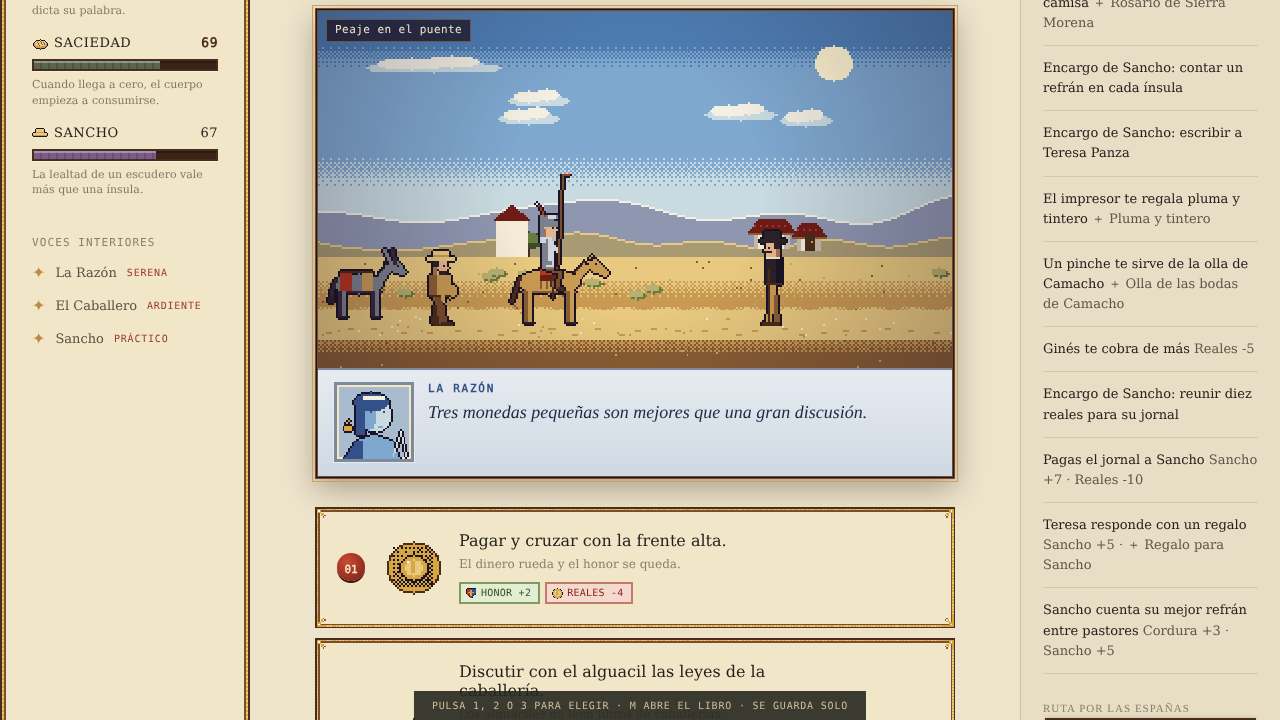 dicta su palabra.
SACIEDAD 69
Cuando llega a cero, el cuerpo
empieza a consumirse.
SANCHO 67
La lealtad de un escudero vale
más que una ínsula.
VOCES INTERIORES
La Razón SERENA
El Caballero ARDIENTE
Sancho PRÁCTICO
Peaje en el puente
LA RAZÓN
Tres monedas pequeñas son mejores que una gran discusión.
01
Pagar y cruzar con la frente alta.
El dinero rueda y el honor se queda.
HONOR +2 REALES -4
Discutir con el alguacil las leyes de la
caballería.
PULSA 1, 2 O 3 PARA ELEGIR · M ABRE EL LIBRO · SE GUARDA SOLO
camisa + Rosario de Sierra
Morena
Encargo de Sancho: contar un
refrán en cada ínsula
Encargo de Sancho: escribir a
Teresa Panza
El impresor te regala pluma y
tintero + Pluma y tintero
Un pinche te sirve de la olla de
Camacho + Olla de las bodas
de Camacho
Ginés te cobra de más Reales -5
Encargo de Sancho: reunir diez
reales para su jornal
Pagas el jornal a Sancho Sancho
+7 · Reales -10
Teresa responde con un regalo
Sancho +5 · + Regalo para
Sancho
Sancho cuenta su mejor refrán
entre pastores Cordura +3 ·
Sancho +5
RUTA POR LAS ESPAÑAS